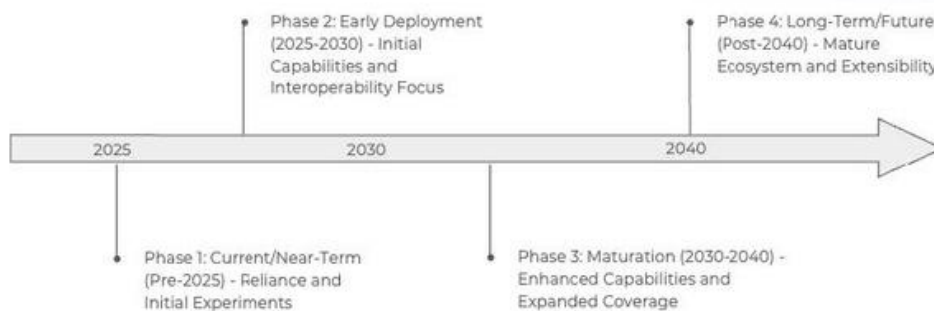 Phase 2: Early Deployment
(2025-2030) - Initial
Capabilities and
Interoperability Focus
Phase 4: Long-Term/Future
(Post-2040) - Mature
Ecosystem and Extensibility
2025
2030
2040
Phase 1: Current/Near-Term
(Pre-2025) - Reliance and
Initial Experiments
Phase 3: Maturation (2030-2040) -
Enhanced Capabilities and
Expanded Coverage